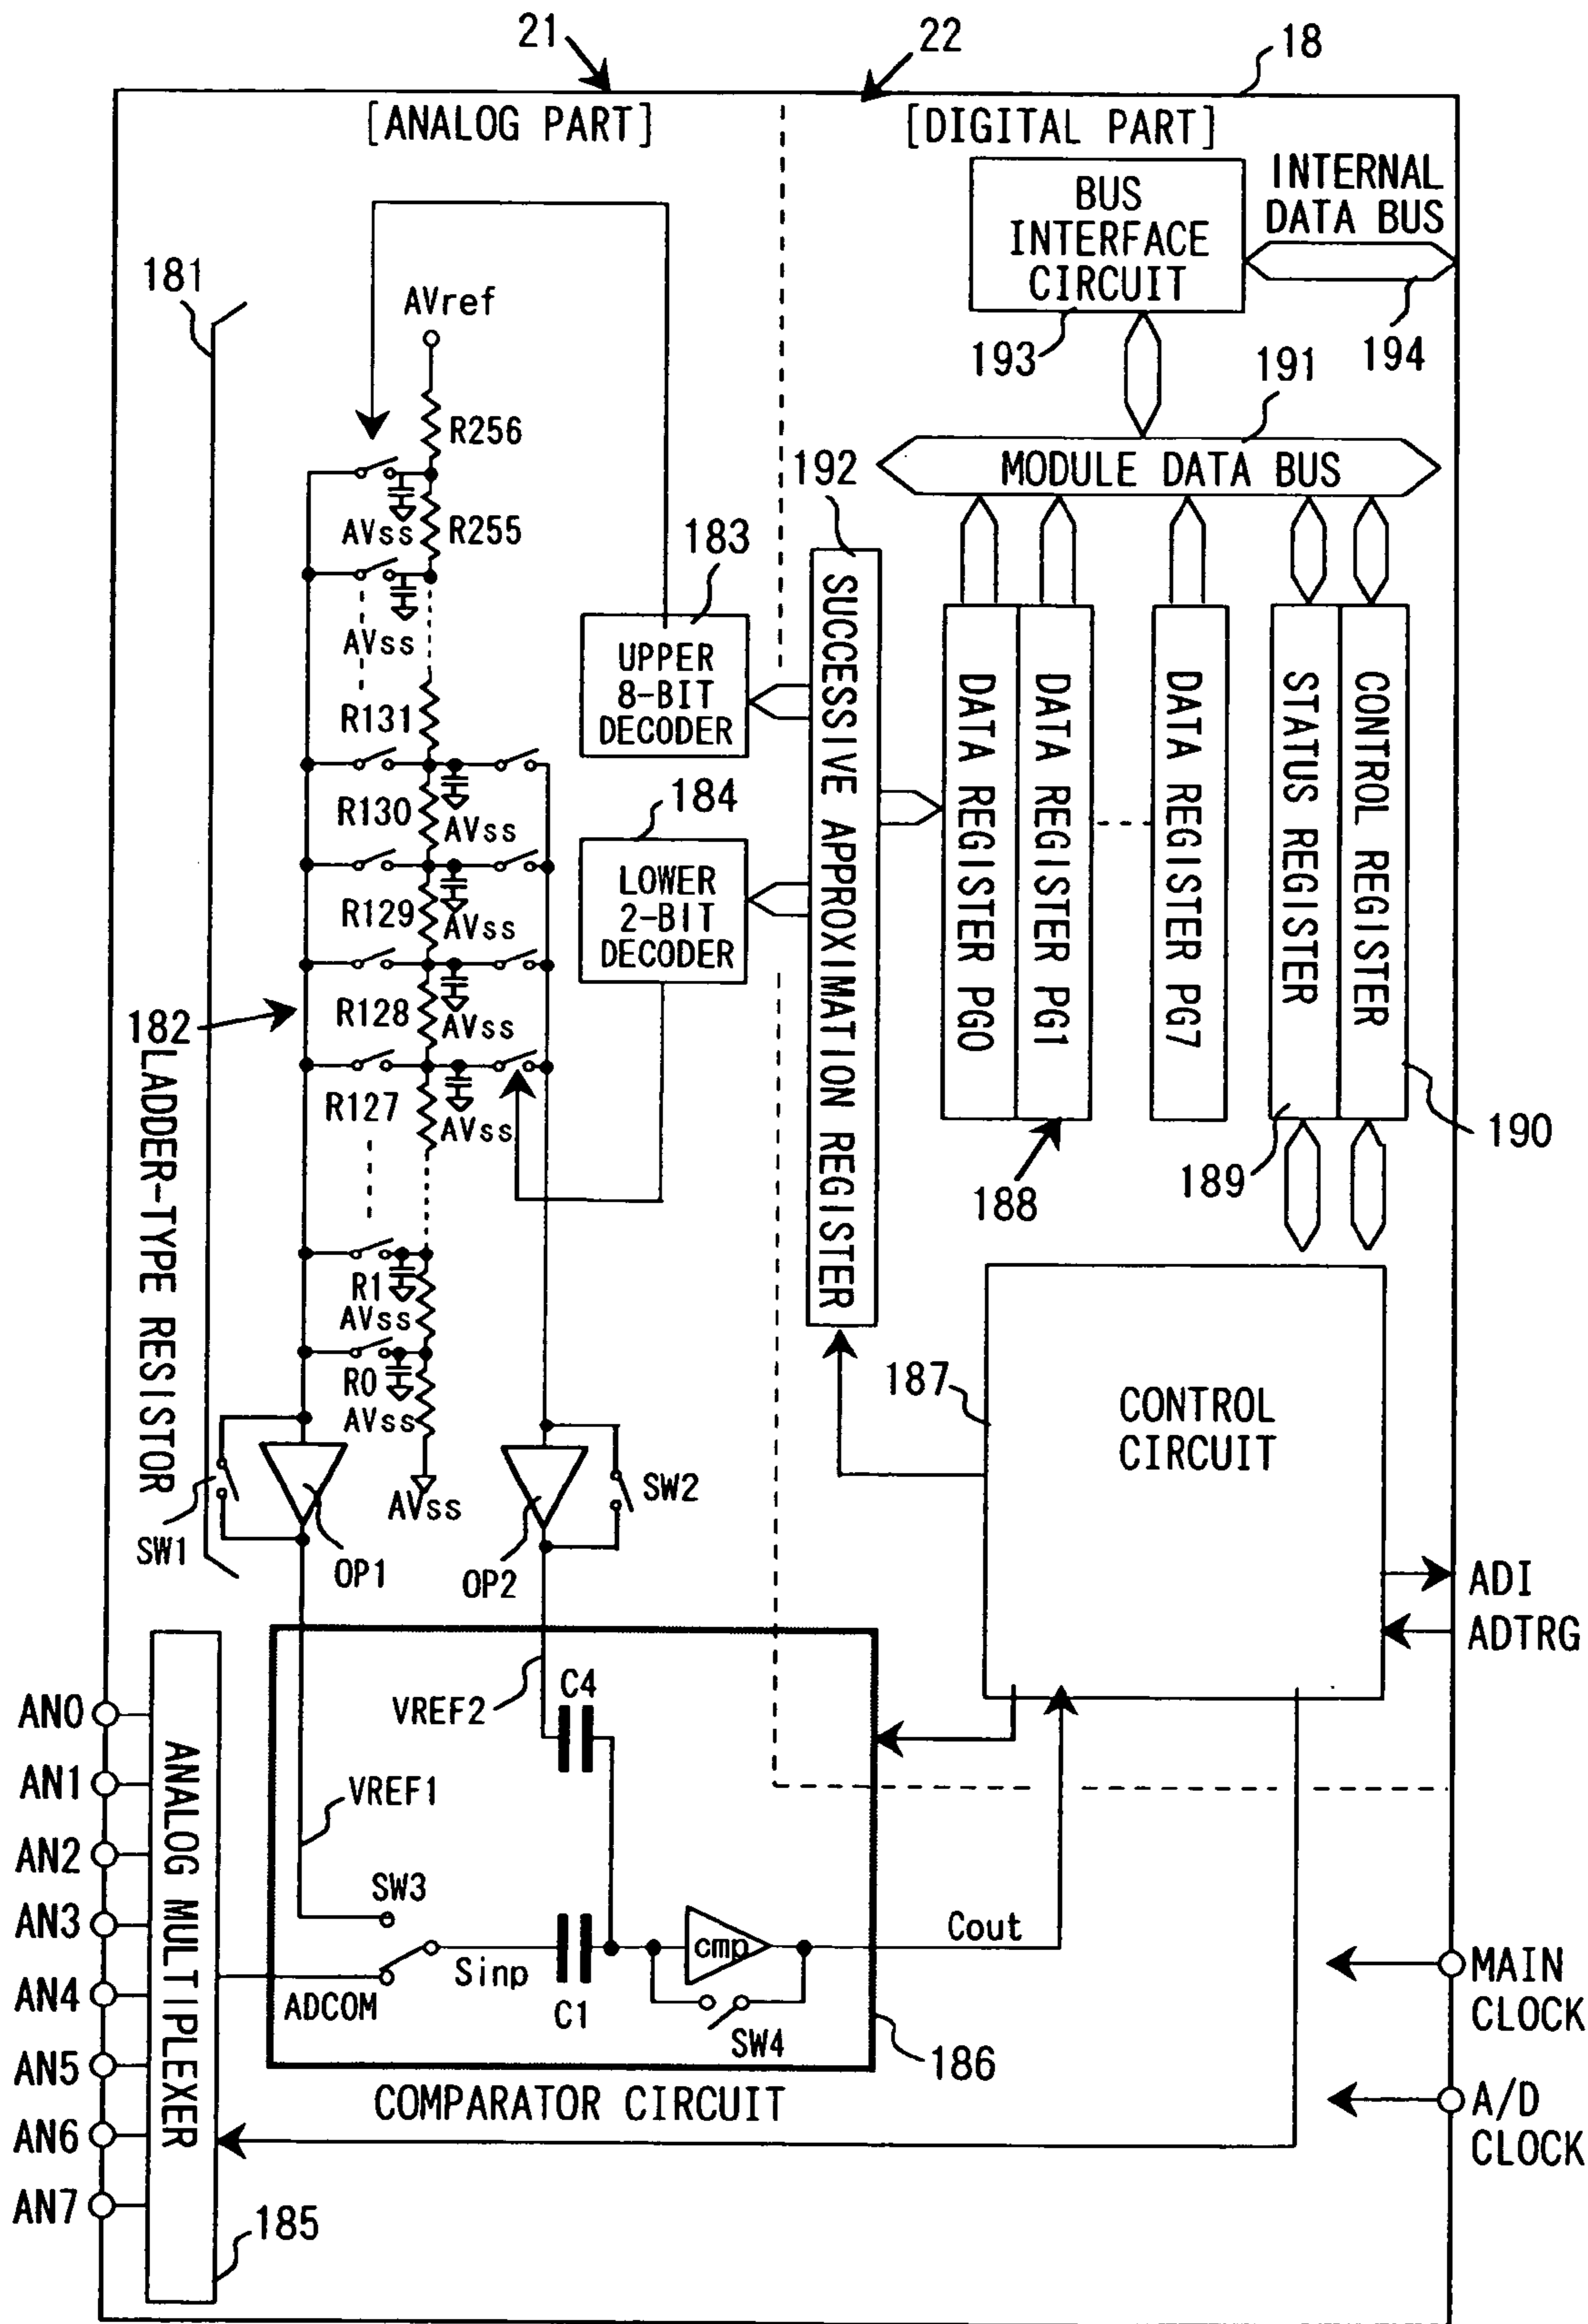 21
22
18
[ANALOG PART]
[DIGITAL PART]
BUS
INTERFACE
CIRCUIT
INTERNAL
DATA BUS
181
AVref
193
194
191
R256
192
MODULE DATA BUS
AVss
R255
183
AVss
UPPER
8-BIT
DECODER
R131
SUCCESSIVE APPROXIMATION REGISTER
DATA REGISTER PG0
DATA REGISTER PG1
DATA REGISTER PG7
STATUS REGISTER
CONTROL REGISTER
R130
AVss
184
LOWER
2-BIT
DECODER
R129
AVss
182
R128
AVss
LADDER-TYPE RESISTOR
R127
AVss
190
189
188
R1
AVss
R0
AVss
187
CONTROL
CIRCUIT
AVss
SW2
SW1
OP1
OP2
ADI
ADTRG
C4
VREF2
AN0
AN1
AN2
AN3
AN4
AN5
AN6
AN7
ANALOG MULTIPLEXER
VREF1
SW3
Cout
cmp
Sinp
ADCOM
C1
SW4
MAIN
CLOCK
186
COMPARATOR CIRCUIT
A/D
CLOCK
185